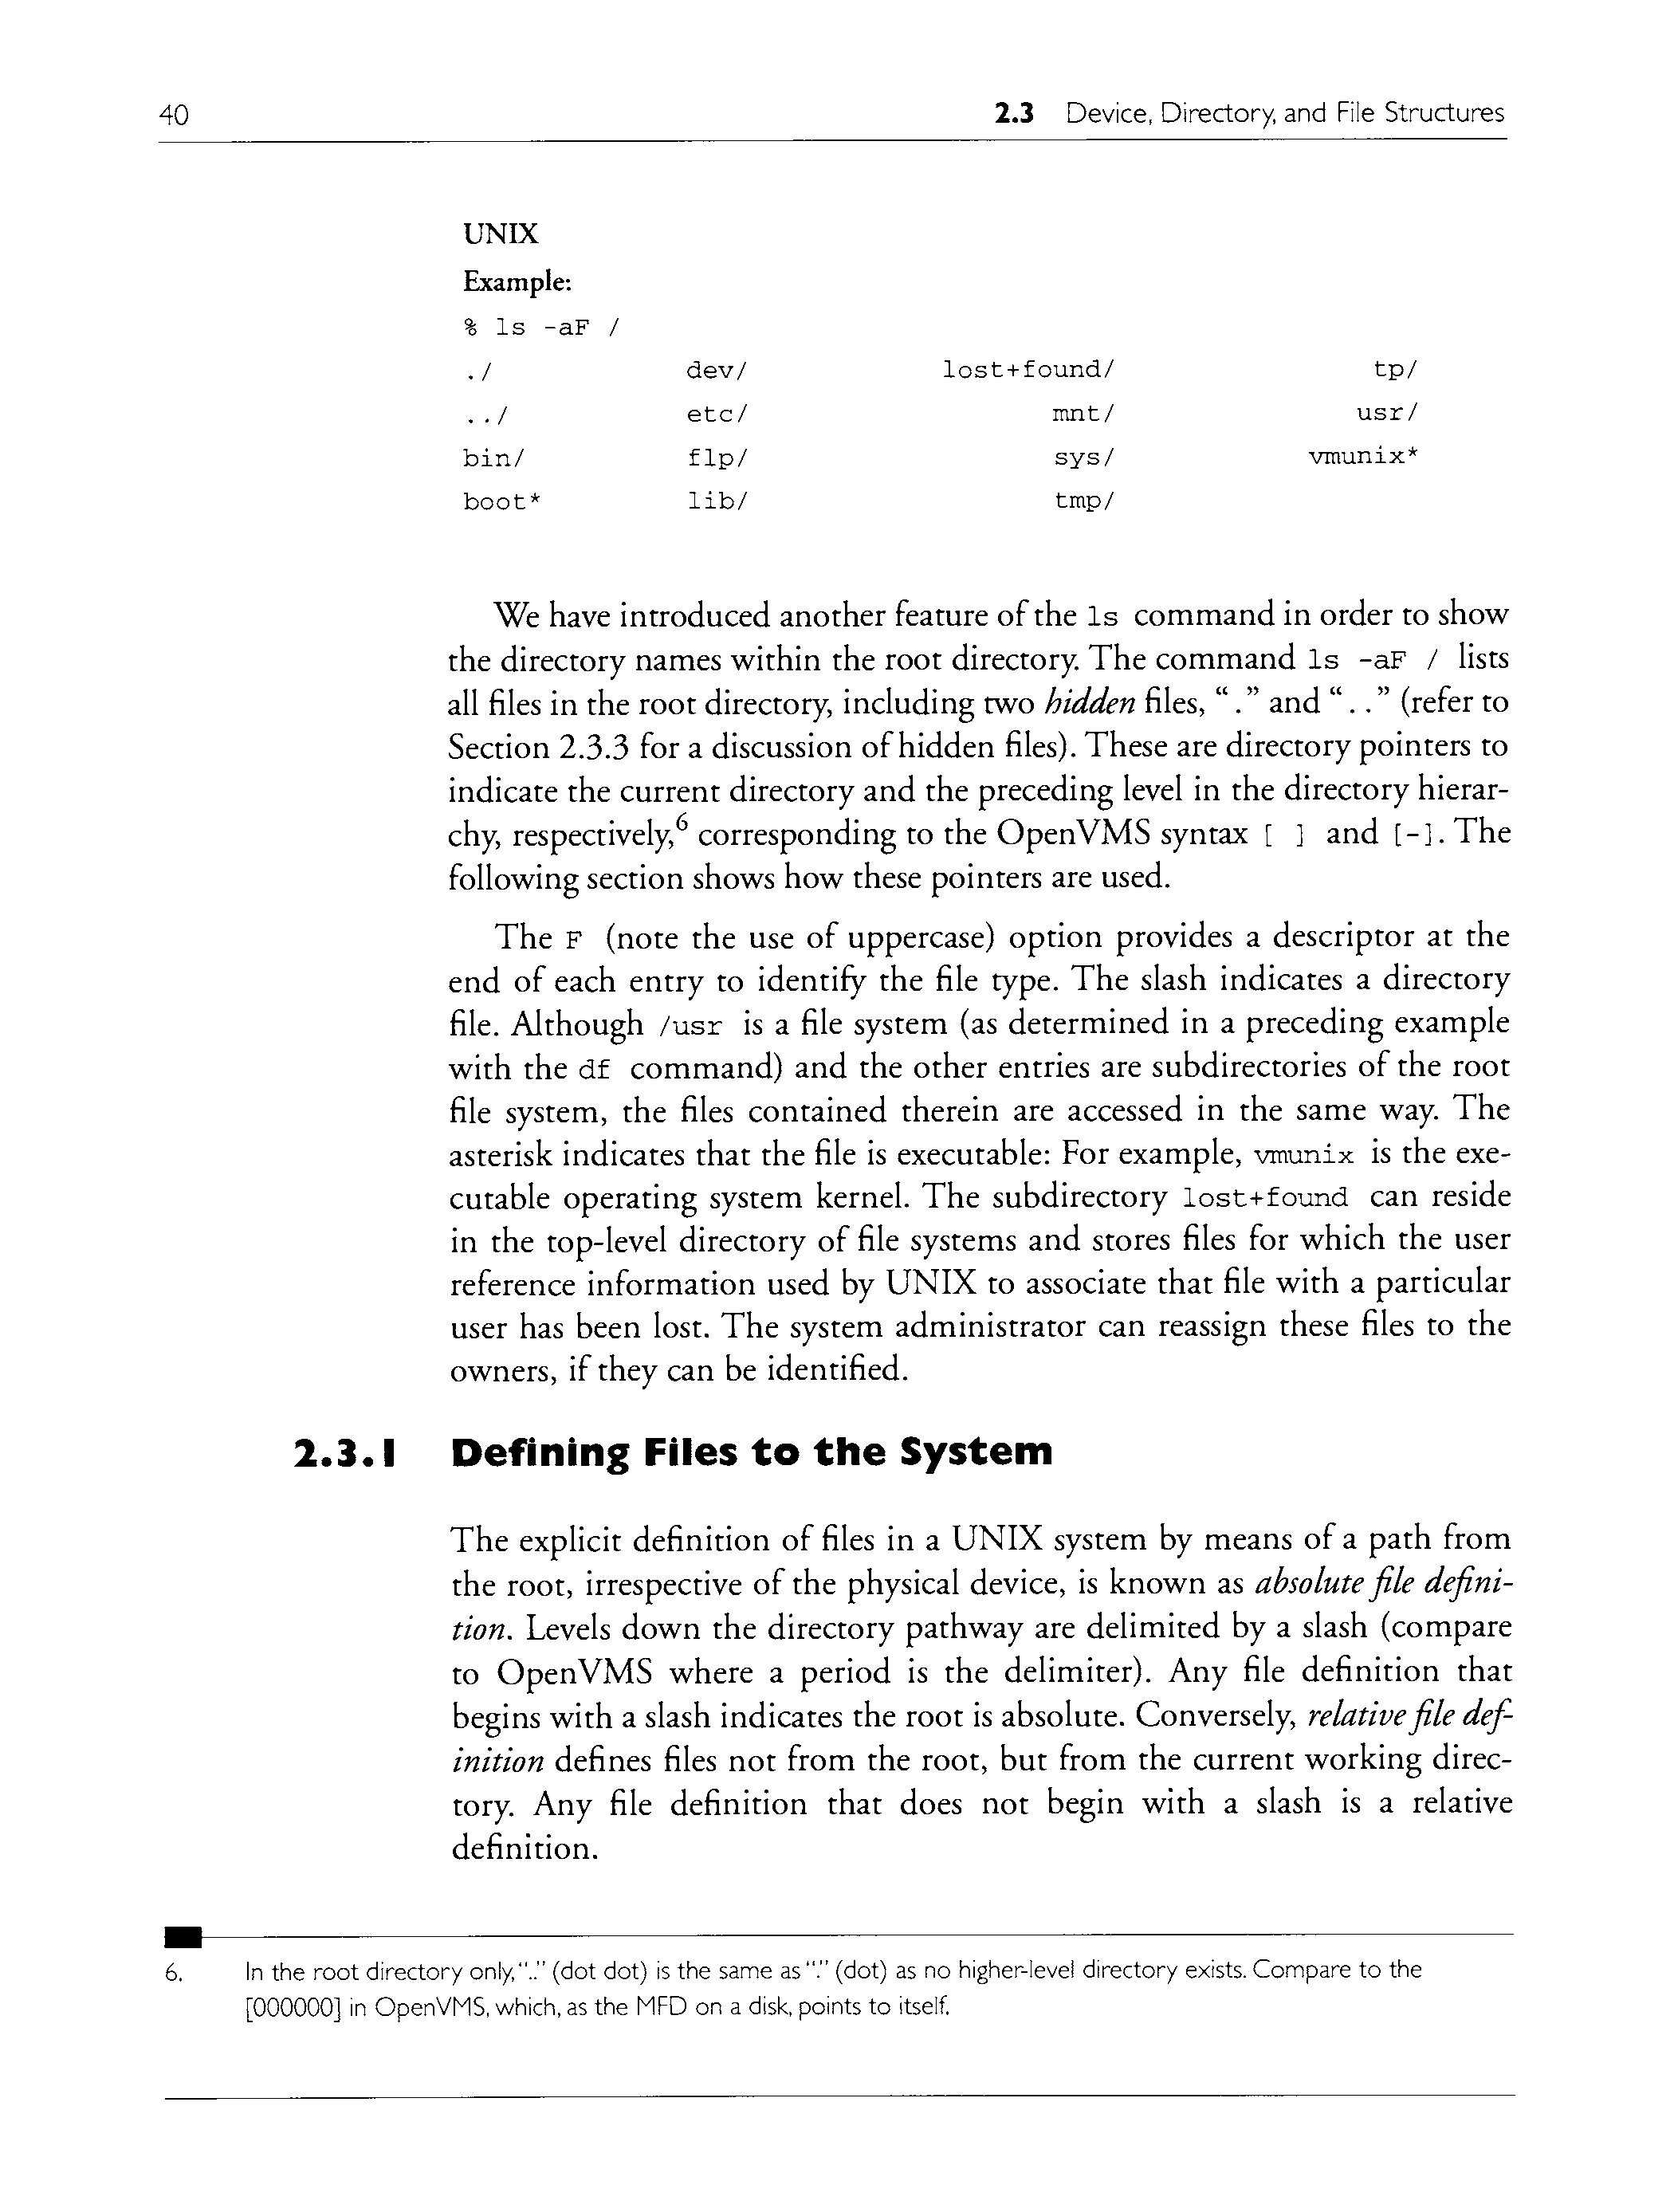 40 2.3 Device, Directory, and File Structures
UNIX
Example:
% ls -aF /
./ dev/ lost+found/ tp/
../ etc/ mnt/ usr/
bin/ flp/ sys/ vmunix*
boot* lib/ tmp/
We have introduced another feature of the ls command in order to show
the directory names within the root directory. The command ls -aF / lists
all files in the root directory, including two hidden files, “.” and “..” (refer to
Section 2.3.3 for a discussion of hidden files). These are directory pointers to
indicate the current directory and the preceding level in the directory hierar-
chy, respectively,6 corresponding to the OpenVMS syntax [ ] and [-]. The
following section shows how these pointers are used.
The F (note the use of uppercase) option provides a descriptor at the
end of each entry to identify the file type. The slash indicates a directory
file. Although /usr is a file system (as determined in a preceding example
with the df command) and the other entries are subdirectories of the root
file system, the files contained therein are accessed in the same way. The
asterisk indicates that the file is executable: For example, vmunix is the exe-
cutable operating system kernel. The subdirectory lost+found can reside
in the top-level directory of file systems and stores files for which the user
reference information used by UNIX to associate that file with a particular
user has been lost. The system administrator can reassign these files to the
owners, if they can be identified.
2.3.1 Defining Files to the System
The explicit definition of files in a UNIX system by means of a path from
the root, irrespective of the physical device, is known as absolute file defini-
tion. Levels down the directory pathway are delimited by a slash (compare
to OpenVMS where a period is the delimiter). Any file definition that
begins with a slash indicates the root is absolute. Conversely, relative file def-
inition defines files not from the root, but from the current working direc-
tory. Any file definition that does not begin with a slash is a relative
definition.
6. In the root directory only, “..” (dot dot) is the same as “.” (dot) as no higher-level directory exists. Compare to the
[000000] in OpenVMS, which, as the MFD on a disk, points to itself.